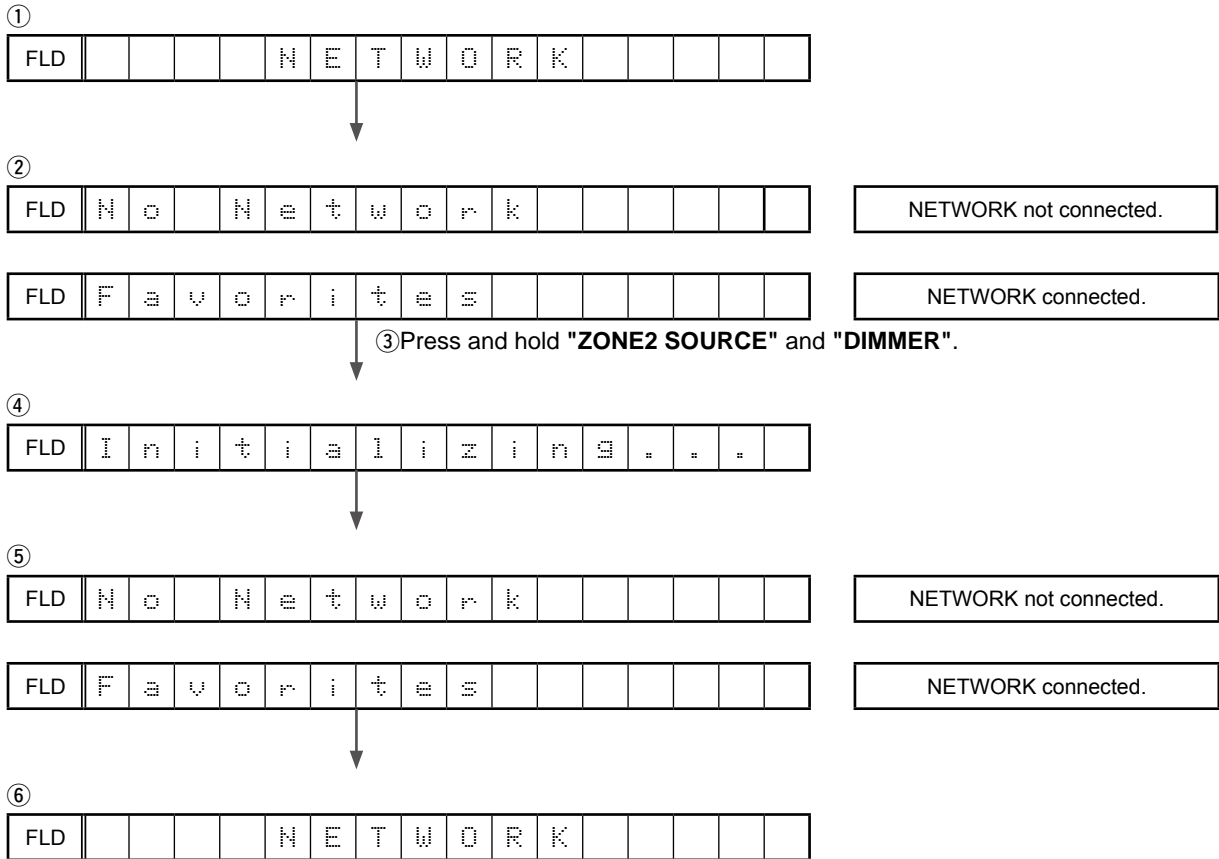 ①
FLD NETWORK
②
FLD No Network NETWORK not connected.
FLD Favorites NETWORK connected.
③Press and hold "ZONE2 SOURCE" and "DIMMER".
④
FLD Initializing...
⑤
FLD No Network NETWORK not connected.
FLD Favorites NETWORK connected.
⑥
FLD NETWORK